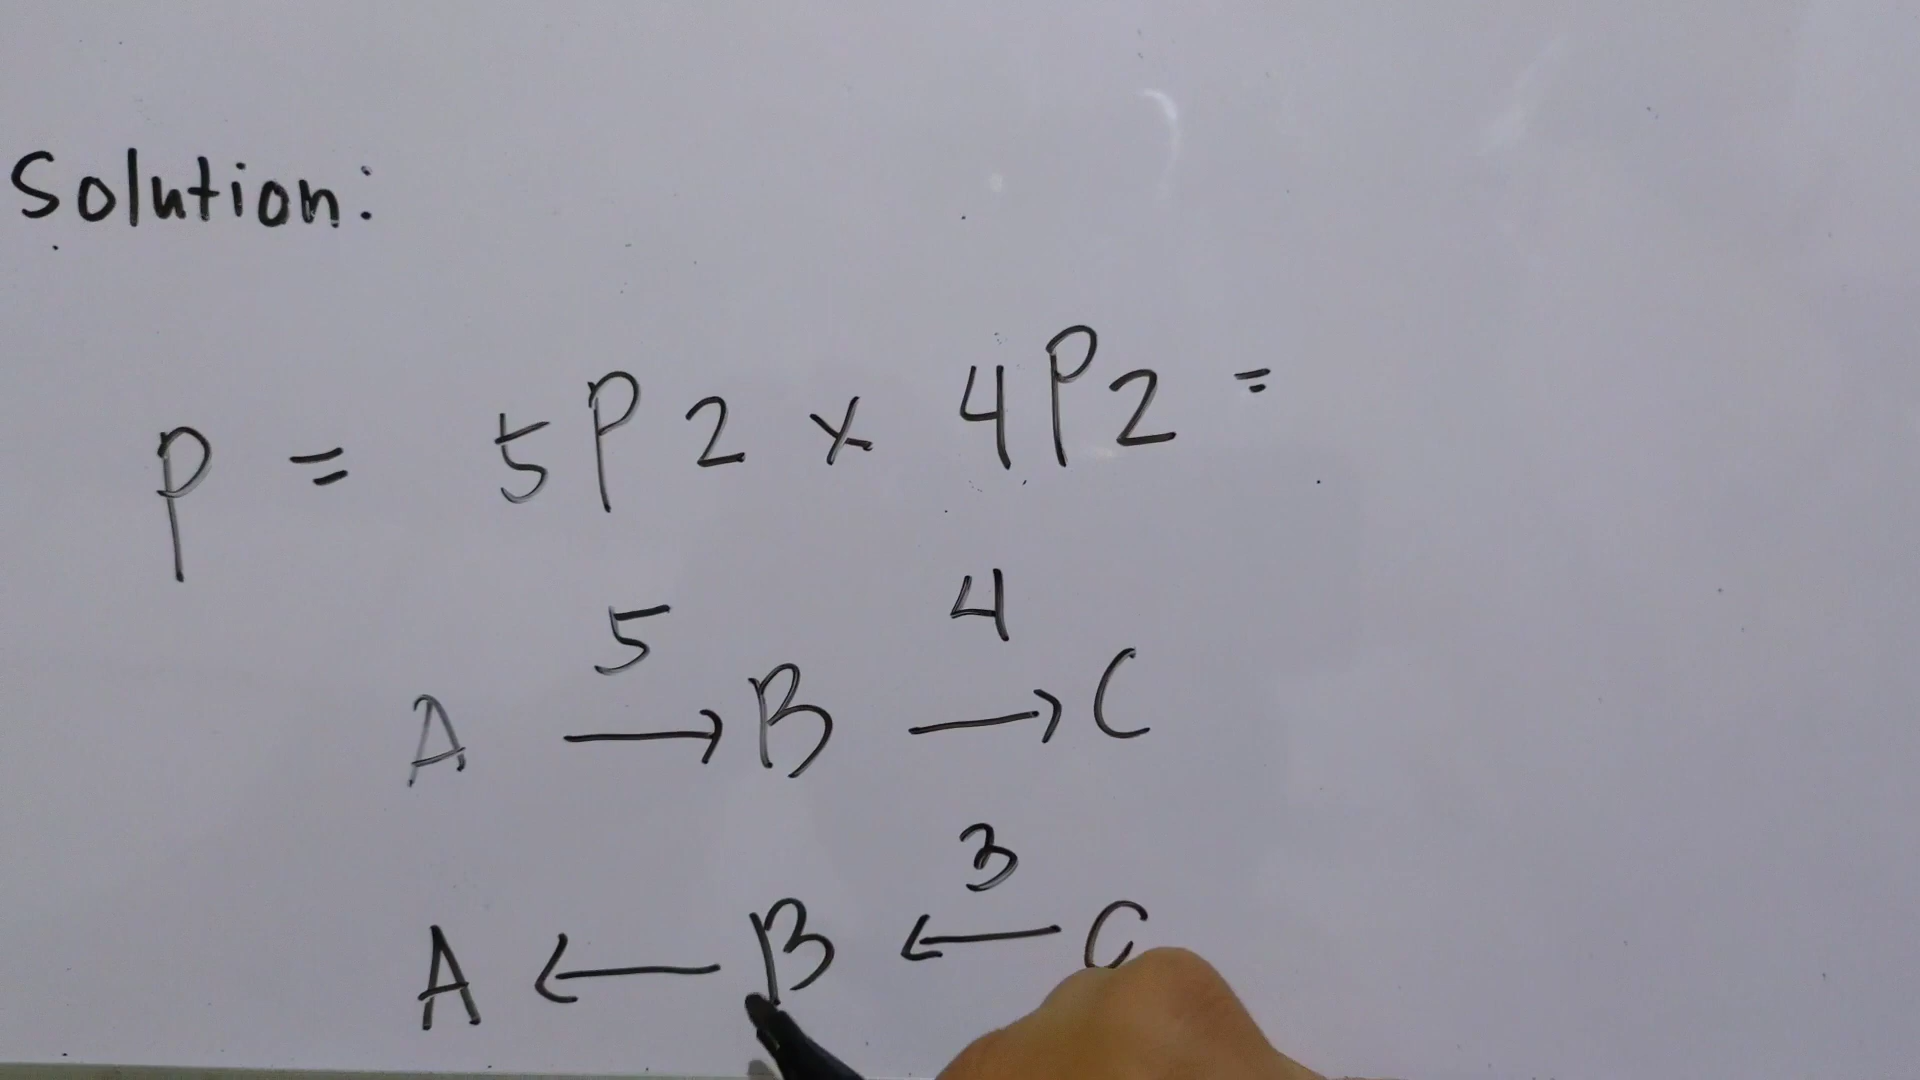 Solution:
P = 5P2 x 4P2 =
5 4
A → B → C
3
A ← B ← C